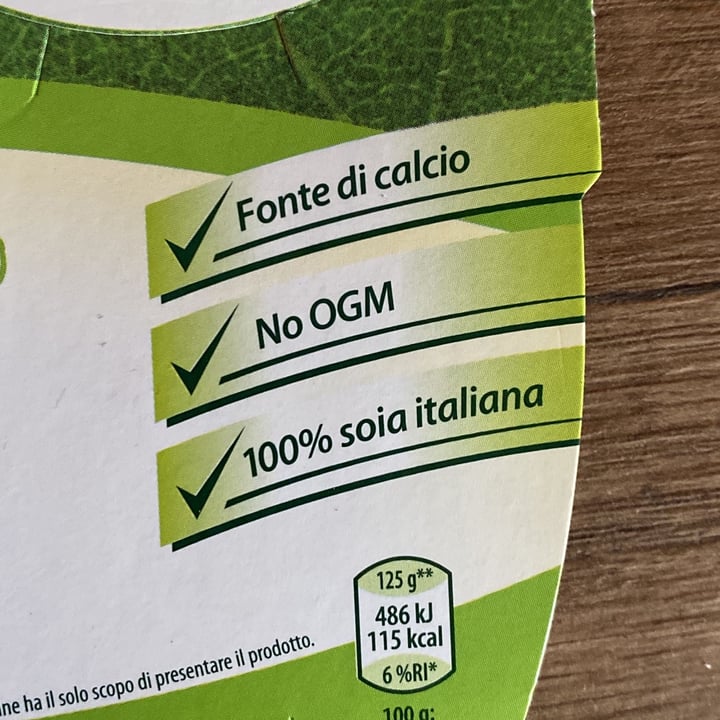 Fonte di calcio
No OGM
100% soia italiana
125 g**
486 kJ
115 kcal
6 %RI*
ha il solo scopo di presentare il prodotto.
100 g: